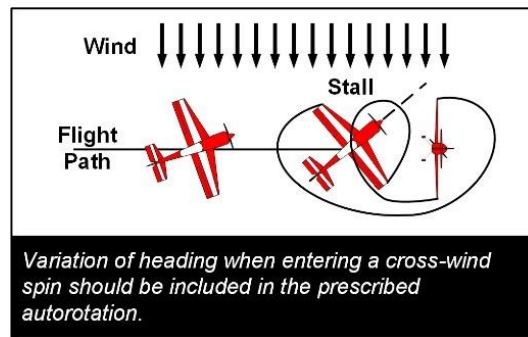 Wind
Stall
Flight
Path
Variation of heading when entering a cross-wind
spin should be included in the prescribed
autorotation.